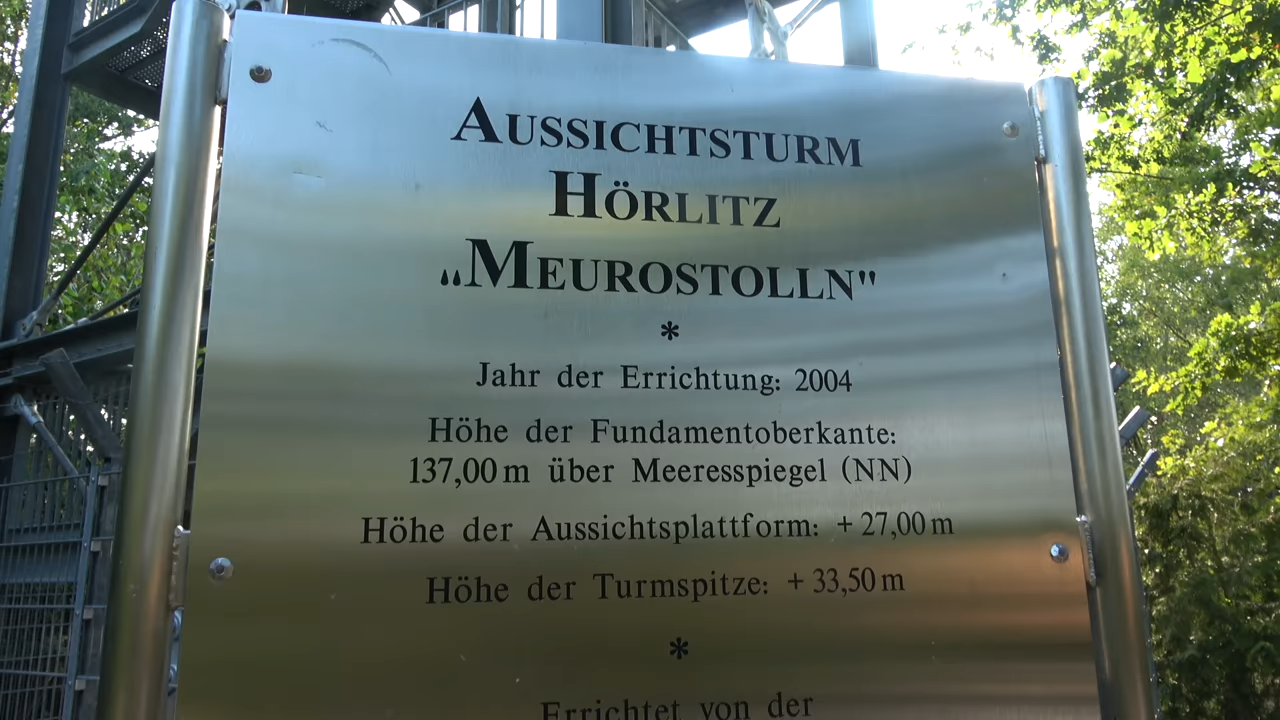 AUSSICHTSTURM
HÖRLITZ
„MEUROSTOLLN"
*
Jahr der Errichtung: 2004
Höhe der Fundamentoberkante:
137,00 m über Meeresspiegel (NN)
Höhe der Aussichtsplattform: + 27,00 m
Höhe der Turmspitze: + 33,50 m
*
Errichtet von der